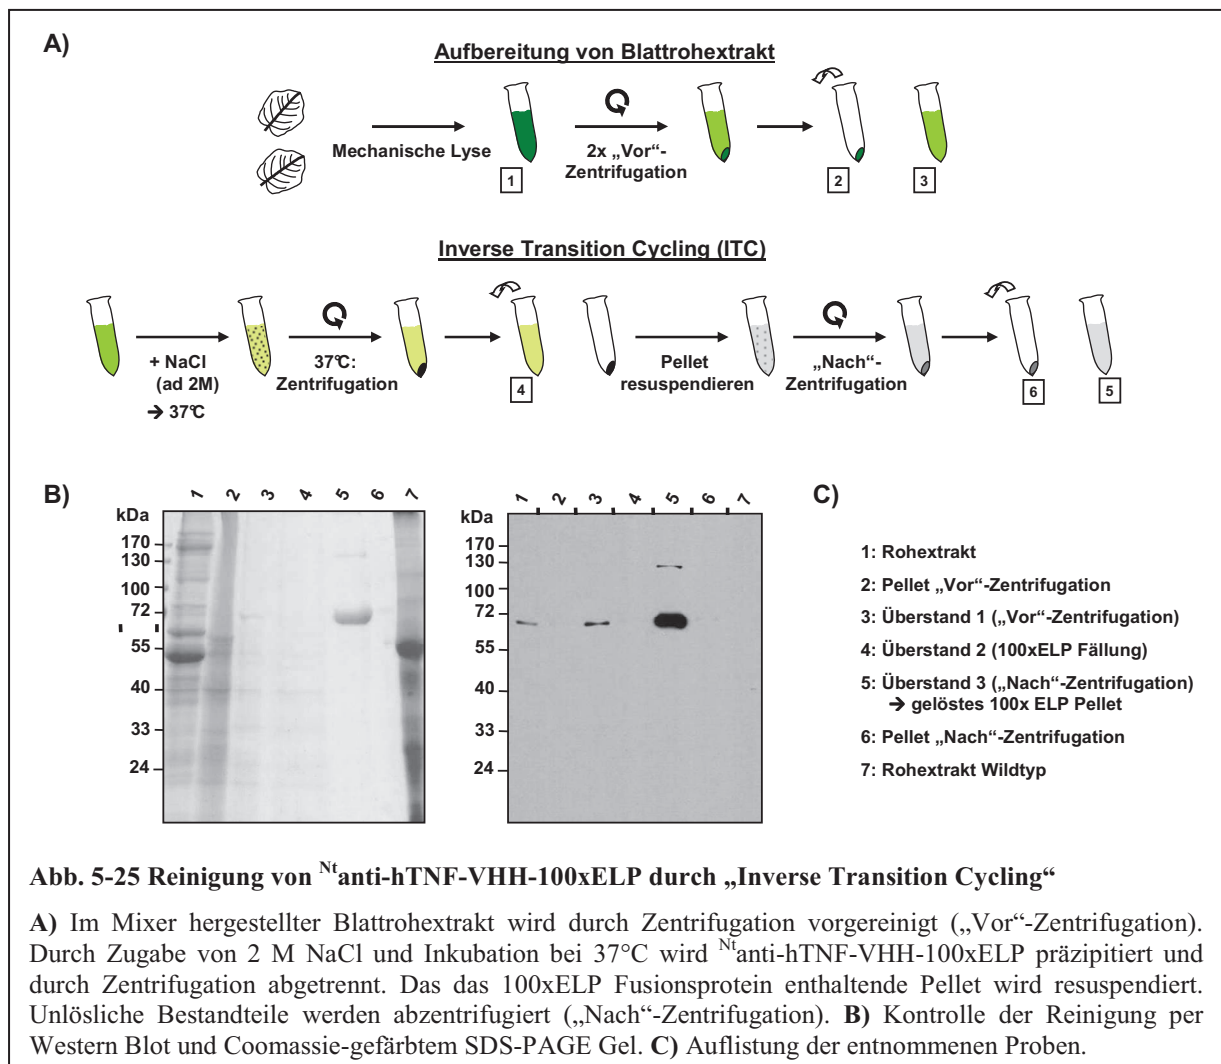 A)
Aufbereitung von Blattrohextrakt
Mechanische Lyse
2x „Vor“-
Zentrifugation
1
2
3
Inverse Transition Cycling (ITC)
+ NaCl
(ad 2M)
➔ 37°C
37°C:
Zentrifugation
4
Pellet
resuspendieren
„Nach“-
Zentrifugation
6
5
B)
kDa
1 2 3 4 5 6 7
170
130
100
72
55
40
33
24
kDa
1 2 3 4 5 6 7
170
130
100
72
55
40
33
24
C)
1: Rohextrakt
2: Pellet „Vor“-Zentrifugation
3: Überstand 1 („Vor“-Zentrifugation)
4: Überstand 2 (100xELP Fällung)
5: Überstand 3 („Nach“-Zentrifugation)
➔ gelöstes 100x ELP Pellet
6: Pellet „Nach“-Zentrifugation
7: Rohextrakt Wildtyp
Abb. 5-25 Reinigung von Ntanti-hTNF-VHH-100xELP durch „Inverse Transition Cycling“
A) Im Mixer hergestellter Blattrohextrakt wird durch Zentrifugation vorgereinigt („Vor“-Zentrifugation).
Durch Zugabe von 2 M NaCl und Inkubation bei 37°C wird Ntanti-hTNF-VHH-100xELP präzipitiert und
durch Zentrifugation abgetrennt. Das das 100xELP Fusionsprotein enthaltende Pellet wird resuspendiert.
Unlösliche Bestandteile werden abzentrifugiert („Nach“-Zentrifugation). B) Kontrolle der Reinigung per
Western Blot und Coomassie-gefärbtem SDS-PAGE Gel. C) Auflistung der entnommenen Proben.